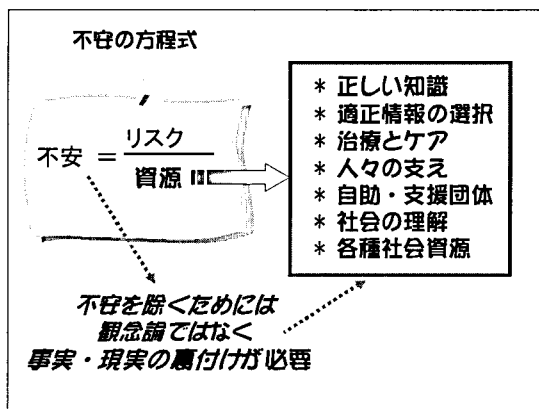 不安の方程式
不安 = リスク
資源
* 正しい知識
* 適正情報の選択
* 治療とケア
* 人々の支え
* 自助・支援団体
* 社会の理解
* 各種社会資源
不安を除くためには
観念論ではなく
事実・現実の裏付けが必要